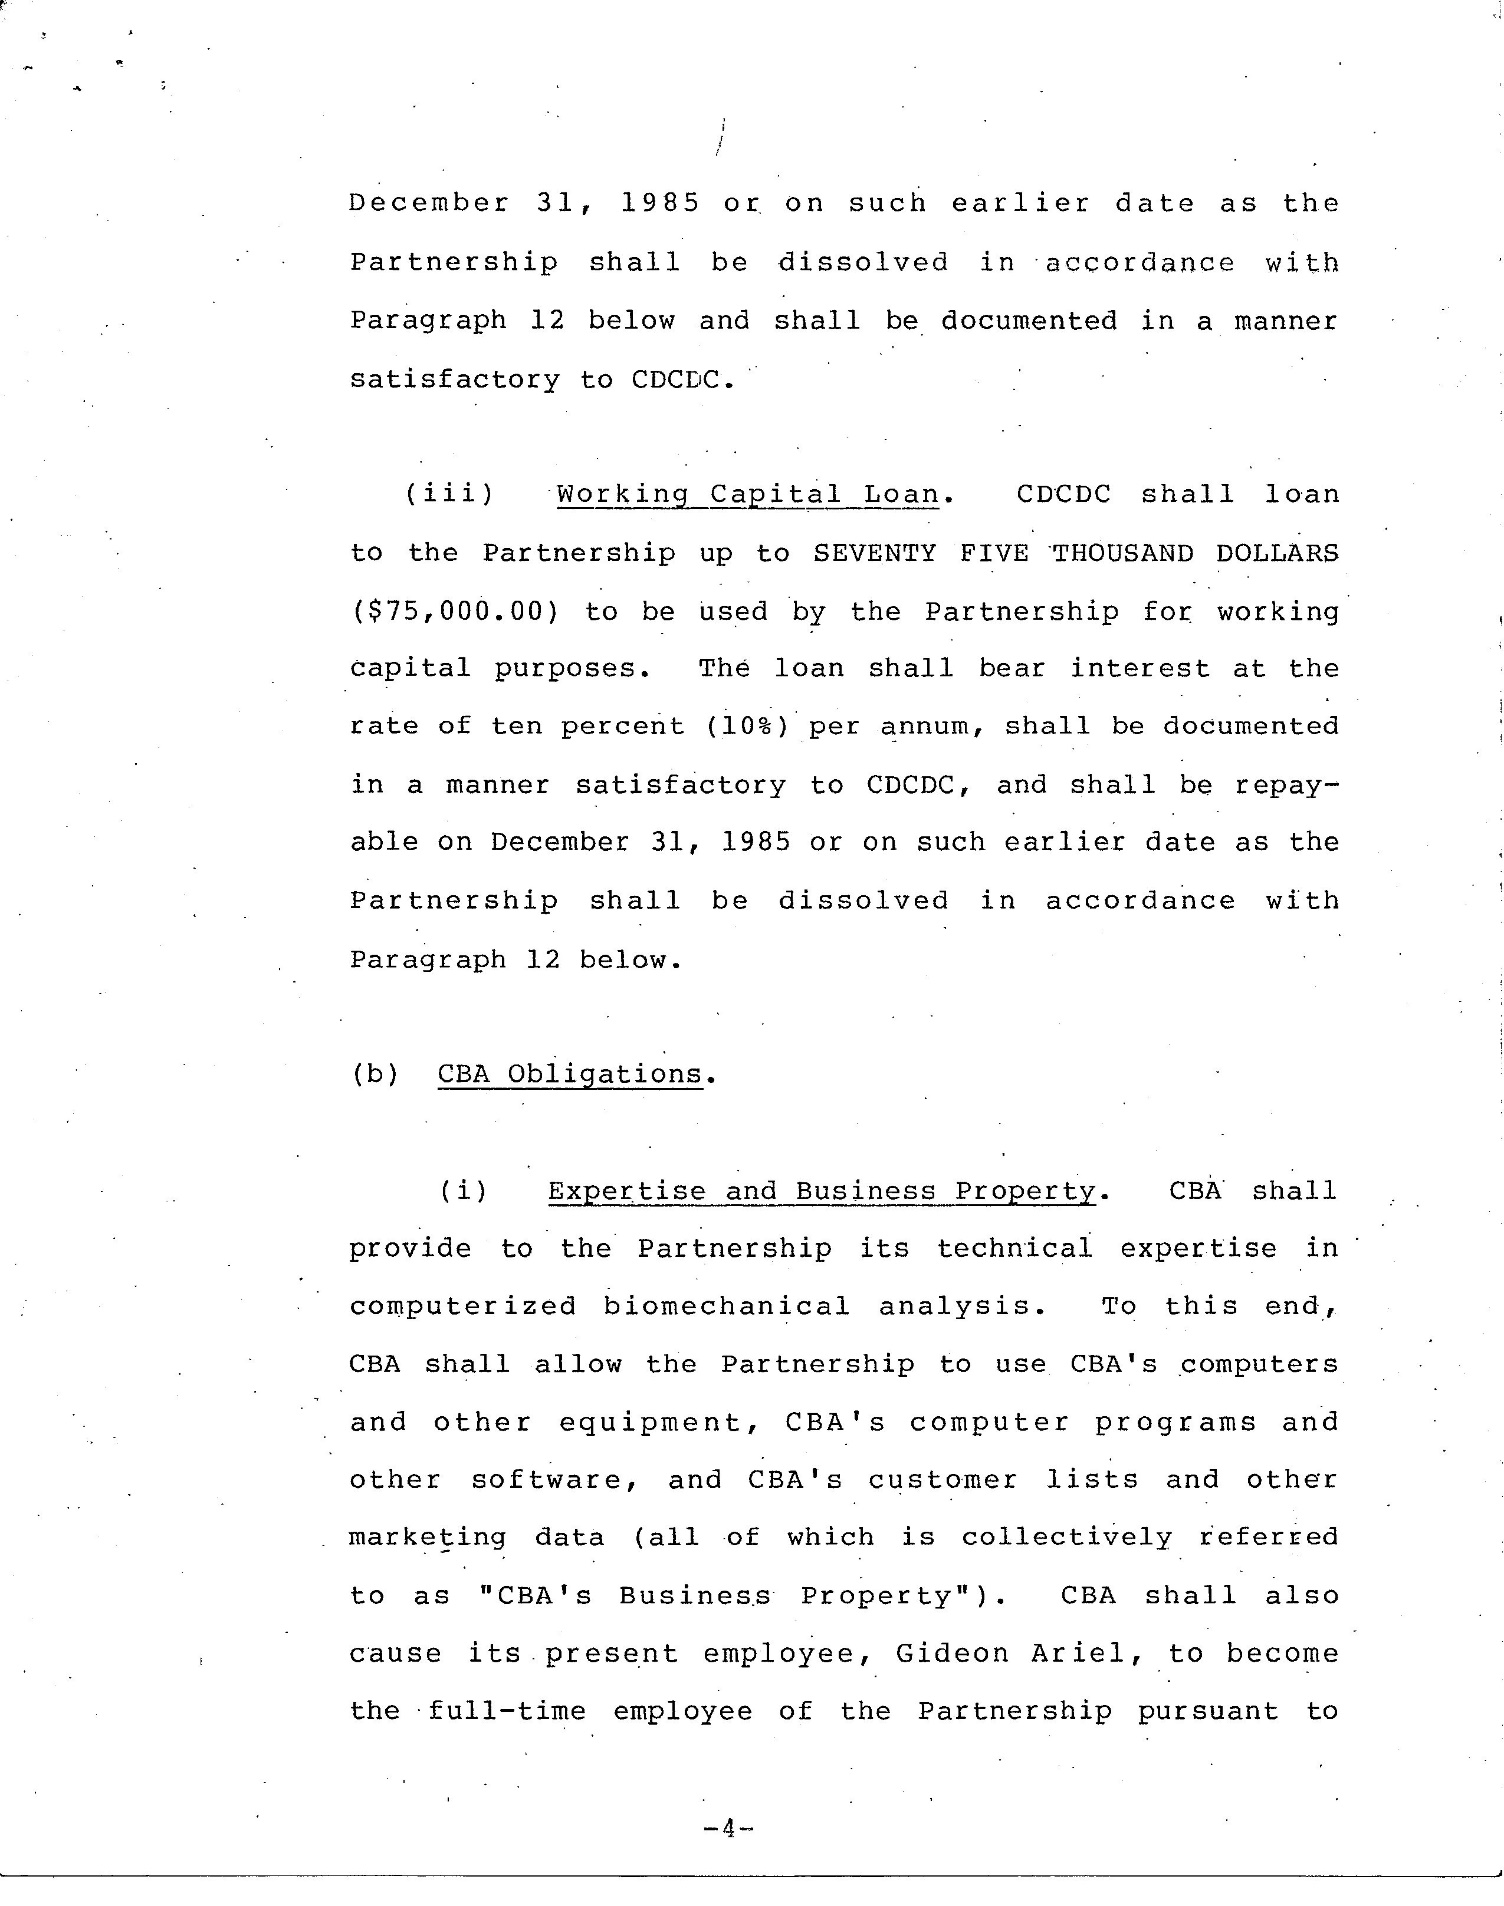 December 31, 1985 or on such earlier date as the
Partnership shall be dissolved in accordance with
Paragraph 12 below and shall be documented in a manner
satisfactory to CDCDC.
(iii) Working Capital Loan. CDCDC shall loan
to the Partnership up to SEVENTY FIVE THOUSAND DOLLARS
($75,000.00) to be used by the Partnership for working
capital purposes. The loan shall bear interest at the
rate of ten percent (10%) per annum, shall be documented
in a manner satisfactory to CDCDC, and shall be repay-
able on December 31, 1985 or on such earlier date as the
Partnership shall be dissolved in accordance with
Paragraph 12 below.
(b) CBA Obligations.
(i) Expertise and Business Property. CBA shall
provide to the Partnership its technical expertise in
computerized biomechanical analysis. To this end,
CBA shall allow the Partnership to use CBA's computers
and other equipment, CBA's computer programs and
other software, and CBA's customer lists and other
marketing data (all of which is collectively referred
to as "CBA's Business Property"). CBA shall also
cause its present employee, Gideon Ariel, to become
the full-time employee of the Partnership pursuant to
-4-